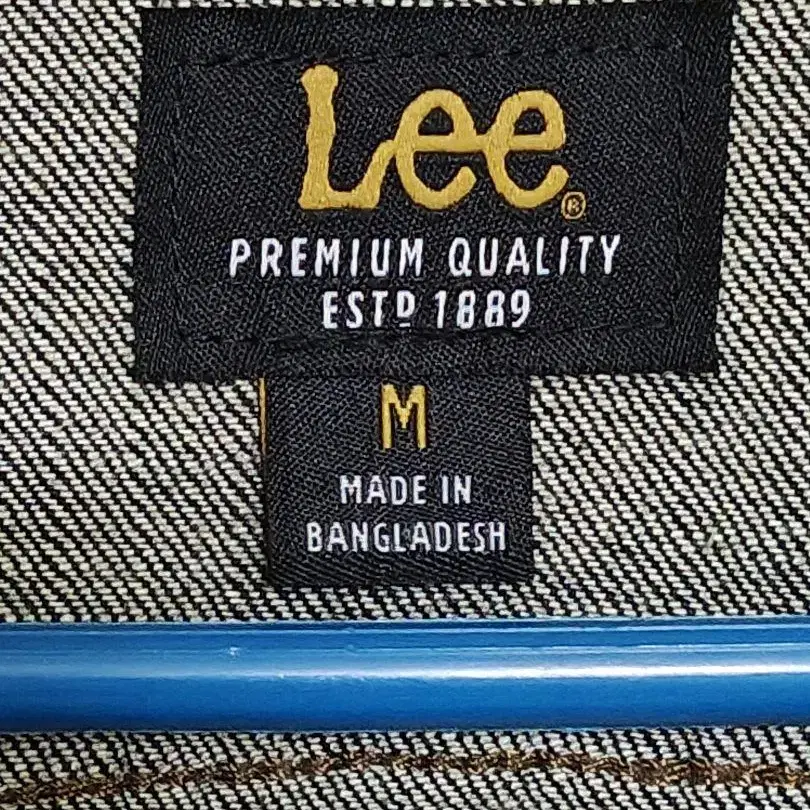 Lee®
PREMIUM QUALITY
ESTD 1889
M
MADE IN
BANGLADESH